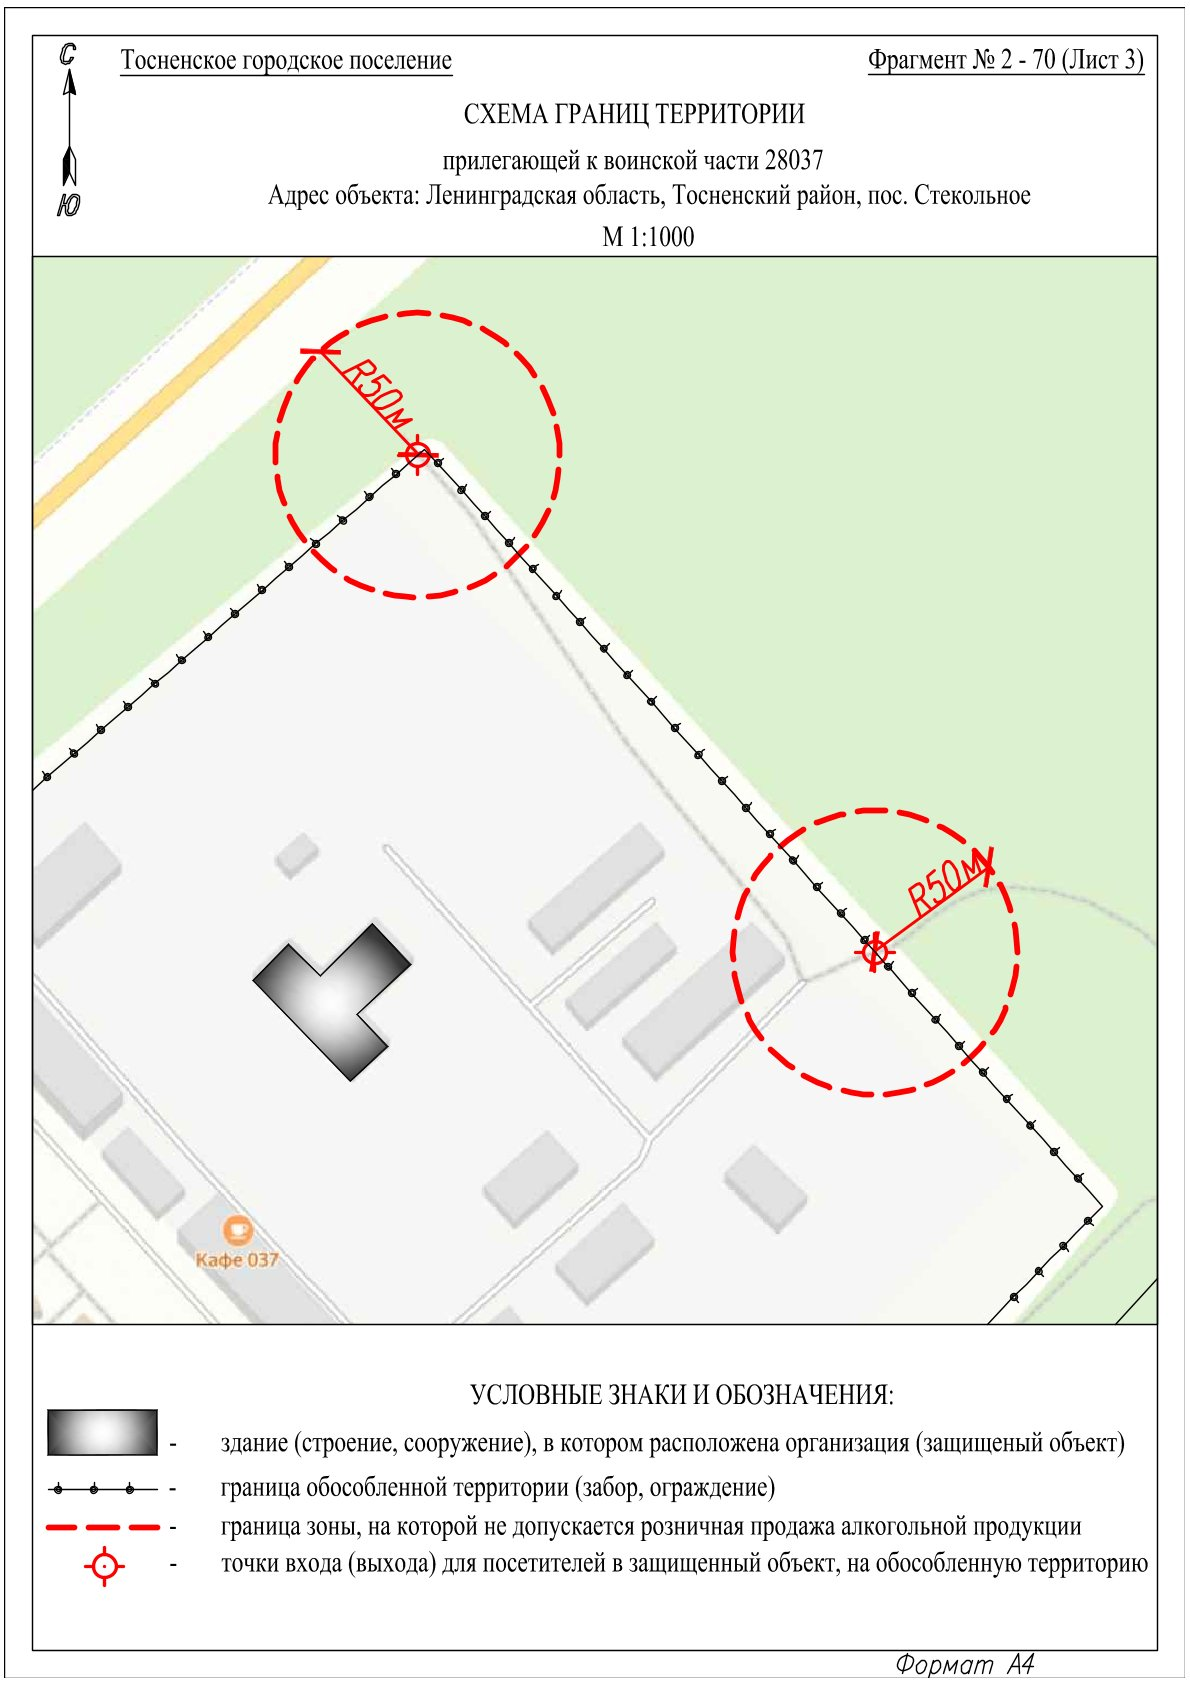 С
Ю
Тосненское городское поселение
Фрагмент № 2 - 70 (Лист 3)
СХЕМА ГРАНИЦ ТЕРРИТОРИИ
прилегающей к воинской части 28037
Адрес объекта: Ленинградская область, Тосненский район, пос. Стекольное
М 1:1000
R50м
R50м
Кафе 037
УСЛОВНЫЕ ЗНАКИ И ОБОЗНАЧЕНИЯ:
- здание (строение, сооружение), в котором расположена организация (защищеный объект)
- граница обособленной территории (забор, ограждение)
- граница зоны, на которой не допускается розничная продажа алкогольной продукции
- точки входа (выхода) для посетителей в защищенный объект, на обособленную территорию
Формат А4